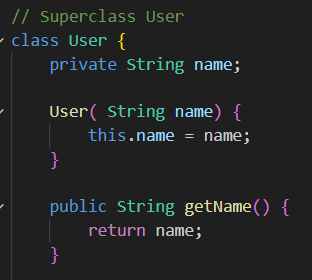 // Superclass User
class User {
    private String name;

    User( String name) {
        this.name = name;
    }

    public String getName() {
        return name;
    }